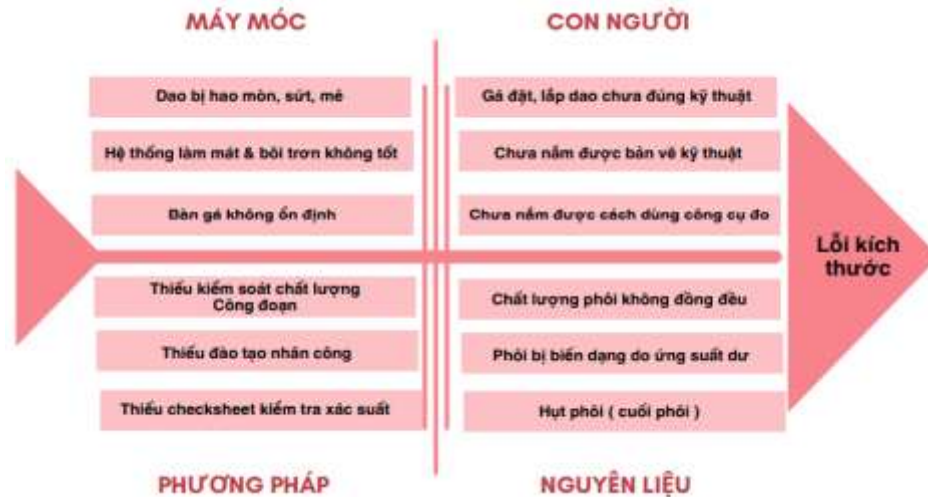 MÁY MÓC
CON NGƯỜI
Dao bị hao mòn, sứt, mẻ
Gá đặt, lắp dao chưa đúng kỹ thuật
Hệ thống làm mát & bôi trơn không tốt
Chưa nắm được bản vẽ kỹ thuật
Bàn gá không ổn định
Chưa nắm được cách dùng công cụ đo
Lỗi kích
thước
Thiếu kiểm soát chất lượng
Công đoạn
Chất lượng phôi không đồng đều
Thiếu đào tạo nhân công
Phôi bị biến dạng do ứng suất dư
Thiếu checksheet kiểm tra xác suất
Hụt phôi ( cuối phôi )
PHƯƠNG PHÁP
NGUYÊN LIỆU